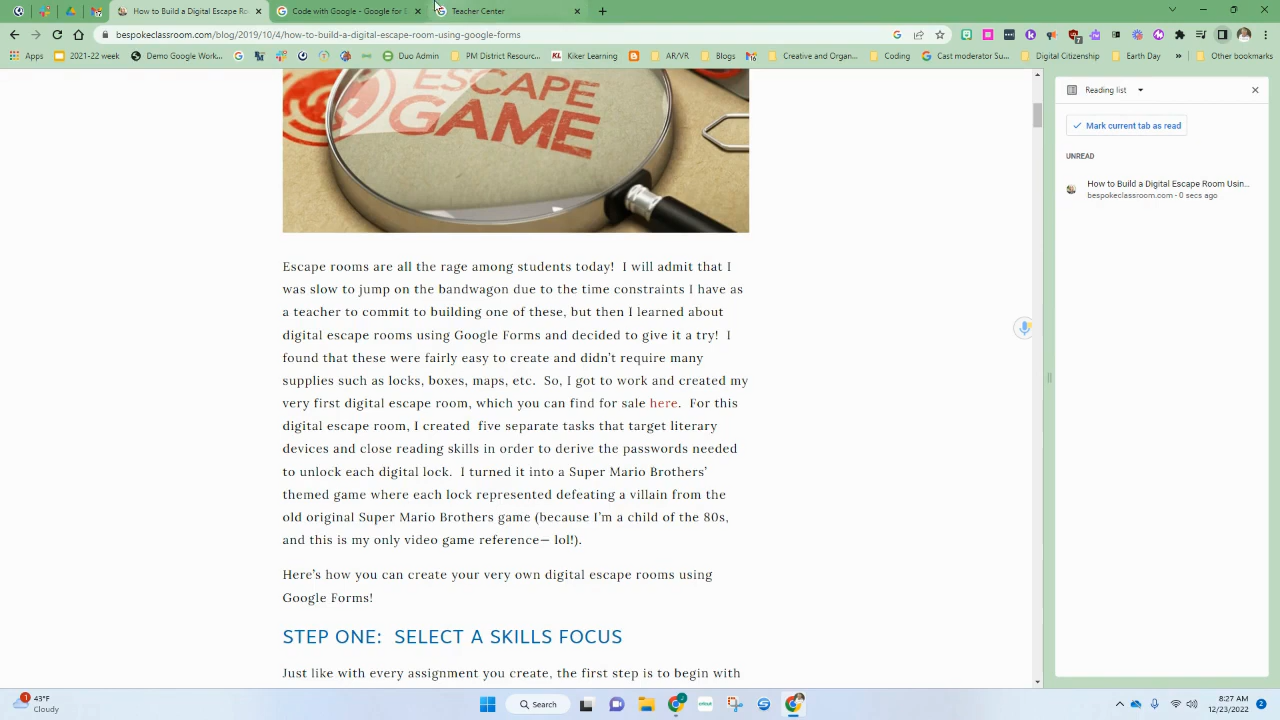 How to Build a Digital Escape Ro
Code with Google - Google for E
Teacher Center
bespokeclassroom.com/blog/2019/10/4/how-to-build-a-digital-escape-room-using-google-forms
Apps
2021-22 week
Demo Google Work...
Duo Admin
PM District Resourc...
KL Kiker Learning
AR/VR
Blogs
Creative and Organ...
Coding
Cast moderator Su...
Digital Citizenship
Earth Day
»
Other bookmarks
ESCAPE
GAME
Escape rooms are all the rage among students today!  I will admit that I
was slow to jump on the bandwagon due to the time constraints I have as
a teacher to commit to building one of these, but then I learned about
digital escape rooms using Google Forms and decided to give it a try!  I
found that these were fairly easy to create and didn't require many
supplies such as locks, boxes, maps, etc.  So, I got to work and created my
very first digital escape room, which you can find for sale here.  For this
digital escape room, I created  five separate tasks that target literary
devices and close reading skills in order to derive the passwords needed
to unlock each digital lock.  I turned it into a Super Mario Brothers'
themed game where each lock represented defeating a villain from the
old original Super Mario Brothers game (because I'm a child of the 80s,
and this is my only video game reference— lol!).
Here's how you can create your very own digital escape rooms using
Google Forms!
STEP ONE:  SELECT A SKILLS FOCUS
Just like with every assignment you create, the first step is to begin with
Reading list
Mark current tab as read
UNREAD
How to Build a Digital Escape Room Usin...
bespokeclassroom.com - 0 secs ago
1
43°F
Cloudy
Search
cricut
8:27 AM
12/23/2022
2